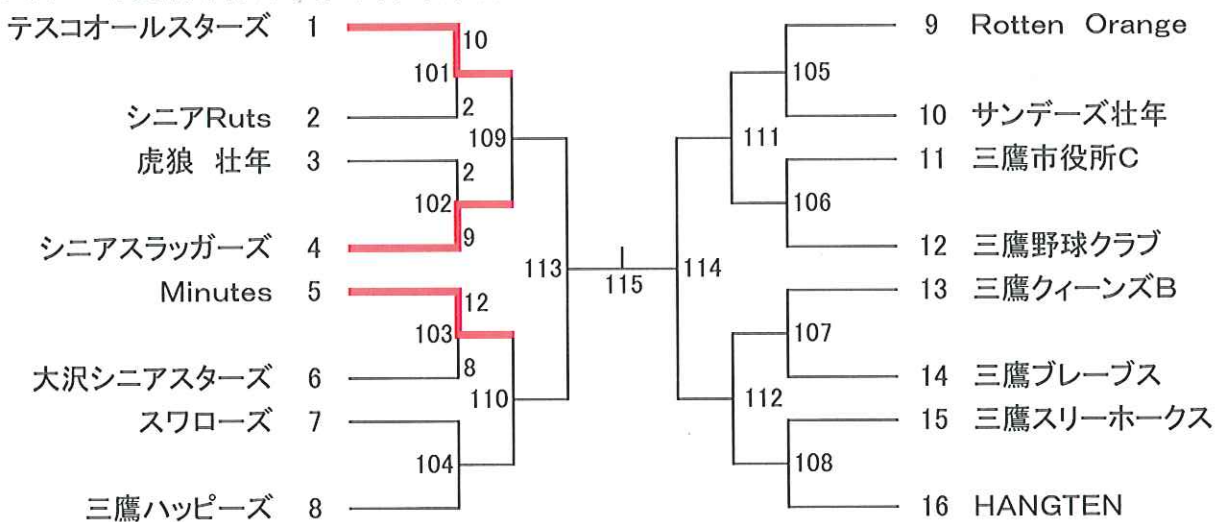 テスコオールスターズ 1
10
101
2
シニアRuts 2
109
虎狼 壮年 3
2
102
9
シニアスラッガーズ 4
113
Minutes 5
12
103
8
大沢シニアスターズ 6
110
スワローズ 7
104
三鷹ハッピーズ 8
115
9 Rotten Orange
105
10 サンデーズ壮年
111
11 三鷹市役所C
106
12 三鷹野球クラブ
114
13 三鷹クィーンズB
107
14 三鷹ブレーブス
112
15 三鷹スリーホークス
108
16 HANGTEN